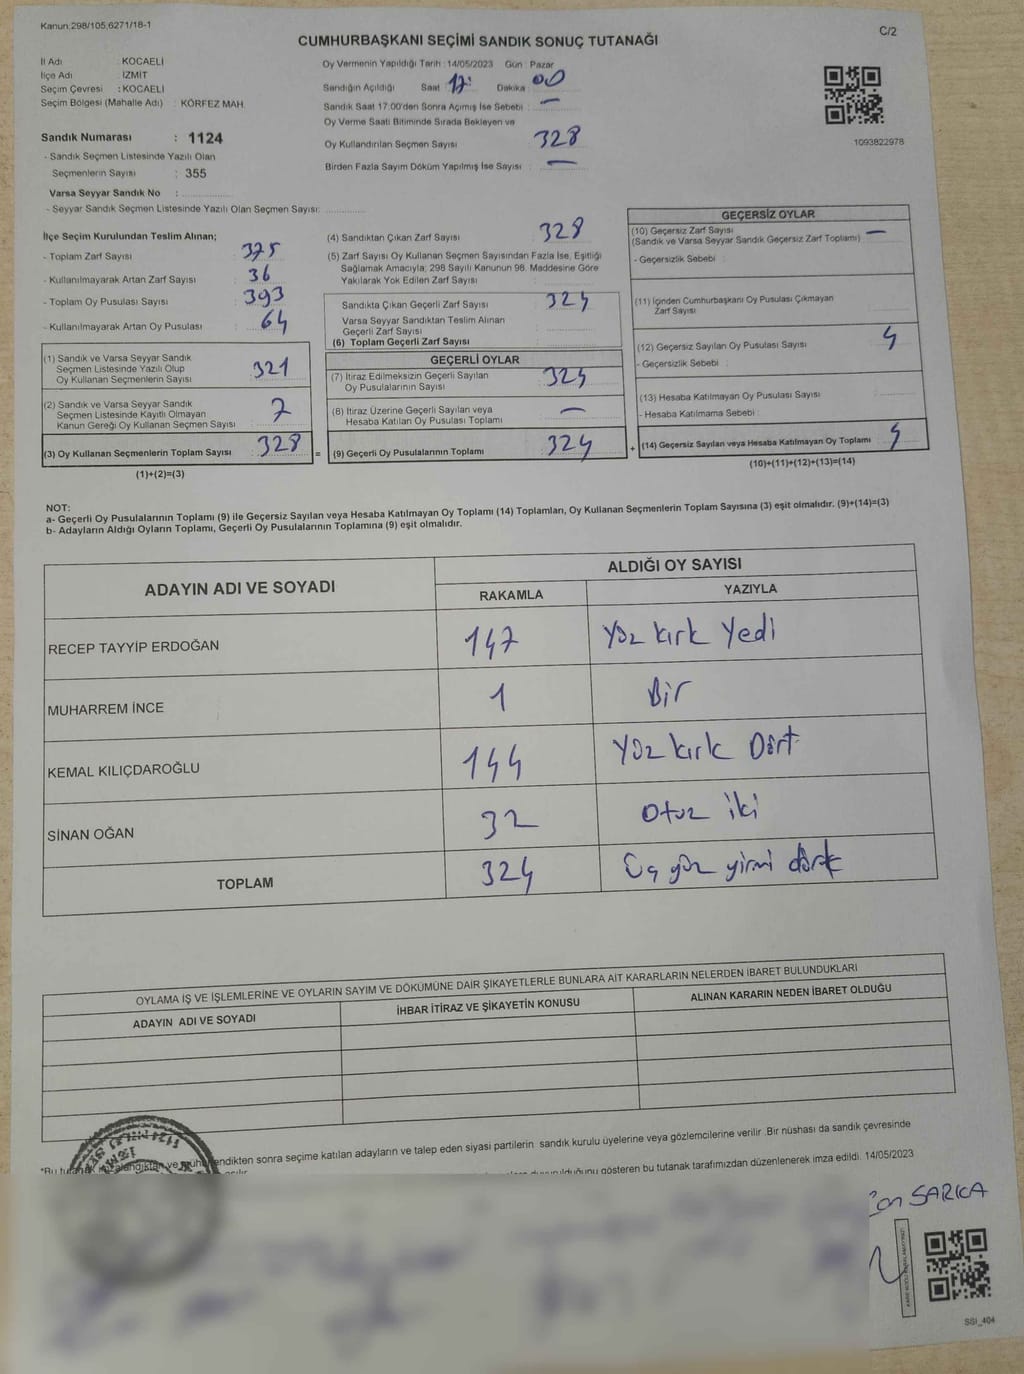 Kanun:298/105,6271/18-1
C/2
CUMHURBAŞKANI SEÇİMİ SANDIK SONUÇ TUTANAĞI
İl Adı : KOCAELİ
İlçe Adı : İZMİT
Seçim Çevresi : KOCAELİ
Seçim Bölgesi (Mahalle Adı) : KÖRFEZ MAH.
Sandık Numarası : 1124
- Sandık Seçmen Listesinde Yazılı Olan
Seçmenlerin Sayısı : 355
Varsa Seyyar Sandık No :
- Seyyar Sandık Seçmen Listesinde Yazılı Olan Seçmen Sayısı:
Oy Vermenin Yapıldığı Tarih : 14/05/2023 Gün : Pazar
Sandığın Açıldığı Saat : 17: Dakika : 00
Sandık Saat 17:00'den Sonra Açılmış İse Sebebi : —
Oy Verme Saati Bitiminde Sırada Bekleyen ve
Oy Kullandırılan Seçmen Sayısı 328
Birden Fazla Sayım Döküm Yapılmış İse Sayısı : —
1093822978
İlçe Seçim Kurulundan Teslim Alınan;
- Toplam Zarf Sayısı : 375
- Kullanılmayarak Artan Zarf Sayısı : 36
- Toplam Oy Pusulası Sayısı : 393
- Kullanılmayarak Artan Oy Pusulası : 64
(1) Sandık ve Varsa Seyyar Sandık
Seçmen Listesinde Yazılı Olup
Oy Kullanan Seçmenlerin Sayısı : 321
(2) Sandık ve Varsa Seyyar Sandık
Seçmen Listesinde Kayıtlı Olmayan
Kanun Gereği Oy Kullanan Seçmen Sayısı : 7
(3) Oy Kullanan Seçmenlerin Toplam Sayısı : 328
(1)+(2)=(3)
(4) Sandıktan Çıkan Zarf Sayısı : 328
(5) Zarf Sayısı Oy Kullanan Seçmen Sayısından Fazla İse, Eşitliği
Sağlamak Amacıyla; 298 Sayılı Kanunun 98. Maddesine Göre
Yakılarak Yok Edilen Zarf Sayısı :
Sandıkta Çıkan Geçerli Zarf Sayısı : 324
Varsa Seyyar Sandıktan Teslim Alınan
Geçerli Zarf Sayısı :
(6) Toplam Geçerli Zarf Sayısı :
GEÇERLİ OYLAR
(7) İtiraz Edilmeksizin Geçerli Sayılan
Oy Pusulalarının Sayısı : 324
(8) İtiraz Üzerine Geçerli Sayılan veya
Hesaba Katılan Oy Pusulası Toplamı : —
= (9) Geçerli Oy Pusulalarının Toplamı : 324
GEÇERSİZ OYLAR
(10) Geçersiz Zarf Sayısı : —
(Sandık ve Varsa Seyyar Sandık Geçersiz Zarf Toplamı)
- Geçersizlik Sebebi :
(11) İçinden Cumhurbaşkanı Oy Pusulası Çıkmayan
Zarf Sayısı :
(12) Geçersiz Sayılan Oy Pusulası Sayısı : 4
- Geçersizlik Sebebi :
(13) Hesaba Katılmayan Oy Pusulası Sayısı :
- Hesaba Katılmama Sebebi :
+ (14) Geçersiz Sayılan veya Hesaba Katılmayan Oy Toplamı : 4
(10)+(11)+(12)+(13)=(14)
NOT:
a- Geçerli Oy Pusulalarının Toplamı (9) ile Geçersiz Sayılan veya Hesaba Katılmayan Oy Toplamı (14) Toplamları, Oy Kullanan Seçmenlerin Toplam Sayısına (3) eşit olmalıdır. (9)+(14)=(3)
b- Adayların Aldığı Oyların Toplamı, Geçerli Oy Pusulalarının Toplamına (9) eşit olmalıdır.
ADAYIN ADI VE SOYADI
ALDIĞI OY SAYISI
RAKAMLA YAZIYLA
RECEP TAYYİP ERDOĞAN 147 Yüz kırk Yedi
MUHARREM İNCE 1 Bir
KEMAL KILIÇDAROĞLU 144 Yüz kırk Dört
SİNAN OĞAN 32 Otuz iki
TOPLAM 324 Üç yüz yirmi dört
OYLAMA İŞ VE İŞLEMLERİNE VE OYLARIN SAYIM VE DÖKÜMÜNE DAİR ŞİKAYETLERLE BUNLARA AİT KARARLARIN NELERDEN İBARET BULUNDUKLARI
ADAYIN ADI VE SOYADI İHBAR İTİRAZ VE ŞİKAYETİN KONUSU ALINAN KARARIN NEDEN İBARET OLDUĞU
*Bu tutanak imzalandıktan ve mühürlendikten sonra seçime katılan adayların ve talep eden siyasi partilerin sandık kurulu üyelerine veya gözlemcilerine verilir .Bir nüshası da sandık çevresinde
gösteren bu tutanak tarafımızdan düzenlenerek imza edildi. 14/05/2023
SARICA
SSI_404